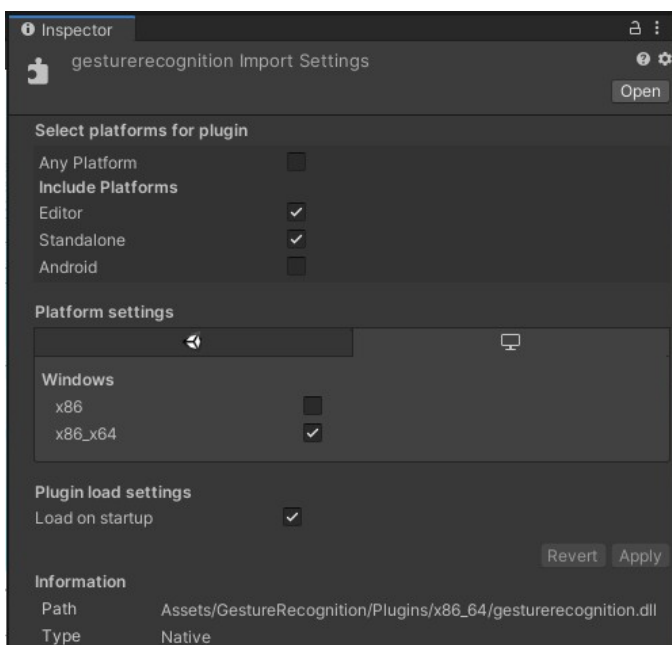 Inspector
gesturerecognition Import Settings
Open
Select platforms for plugin
Any Platform
Include Platforms
Editor
Standalone
Android
Platform settings
Windows
x86
x86_x64
Plugin load settings
Load on startup
Revert Apply
Information
Path Assets/GestureRecognition/Plugins/x86_64/gesturerecognition.dll
Type Native